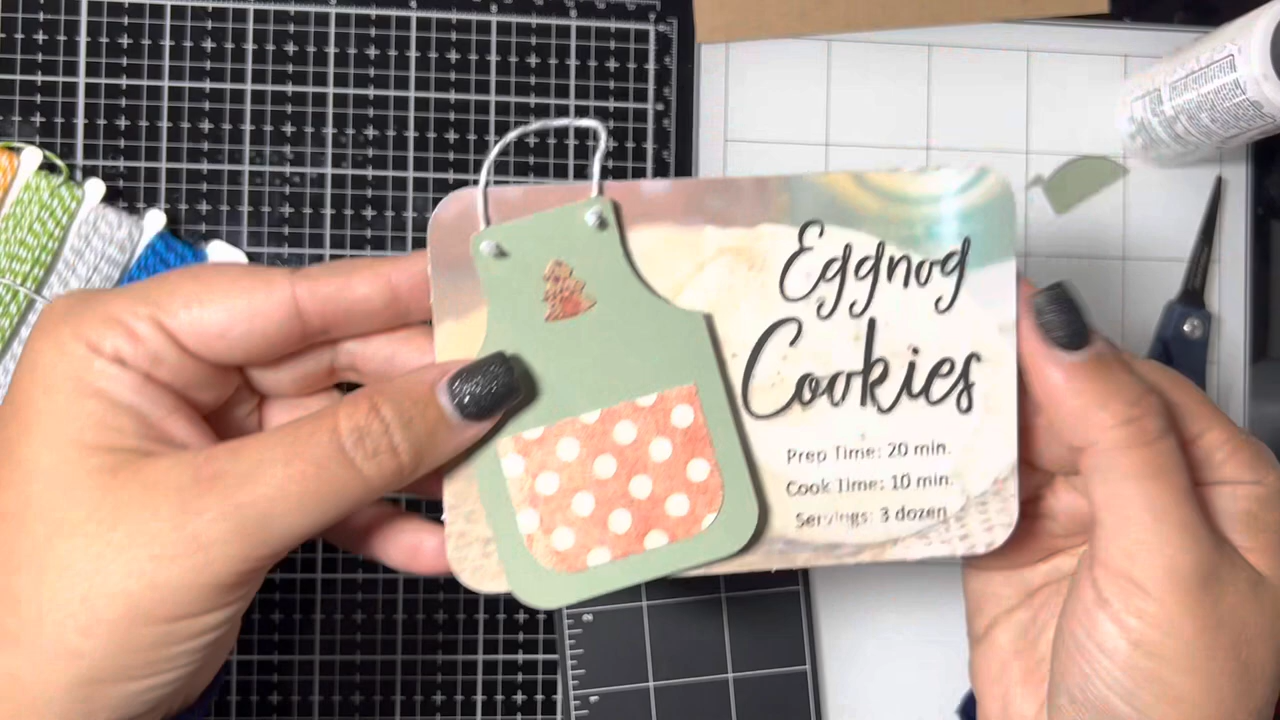 Eggnog
Cookies
Prep Time: 20 min.
Cook Time: 10 min.
Servings: 3 dozen